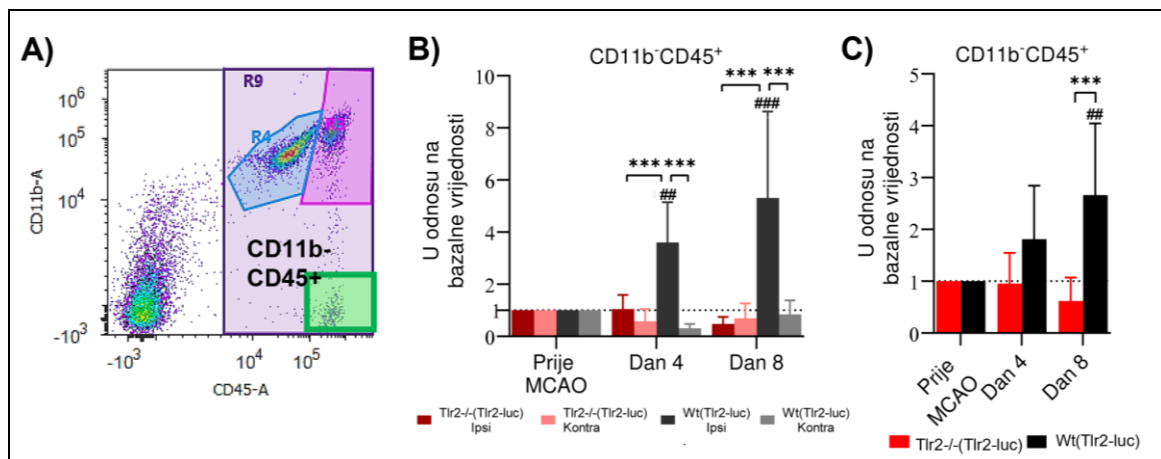 A)
R9
R4
CD11b-
CD45+
10⁶
10⁵
10⁴
-10³
CD11b-A
-10³
10⁴
10⁵
CD45-A
B)
CD11b⁻CD45⁺
U odnosu na
bazalne vrijednosti
10
8
6
4
2
1
0
*** ***
##
*** ***
###
Prije
MCAO
Dan 4
Dan 8
Tlr2-/-(Tlr2-luc)
Ipsi
Tlr2-/-(Tlr2-luc)
Kontra
Wt(Tlr2-luc)
Ipsi
Wt(Tlr2-luc)
Kontra
C)
CD11b⁻CD45⁺
U odnosu na
bazalne vrijednosti
5
4
3
2
1
0
***
##
Prije
MCAO
Dan 4
Dan 8
Tlr2-/-(Tlr2-luc)
Wt(Tlr2-luc)